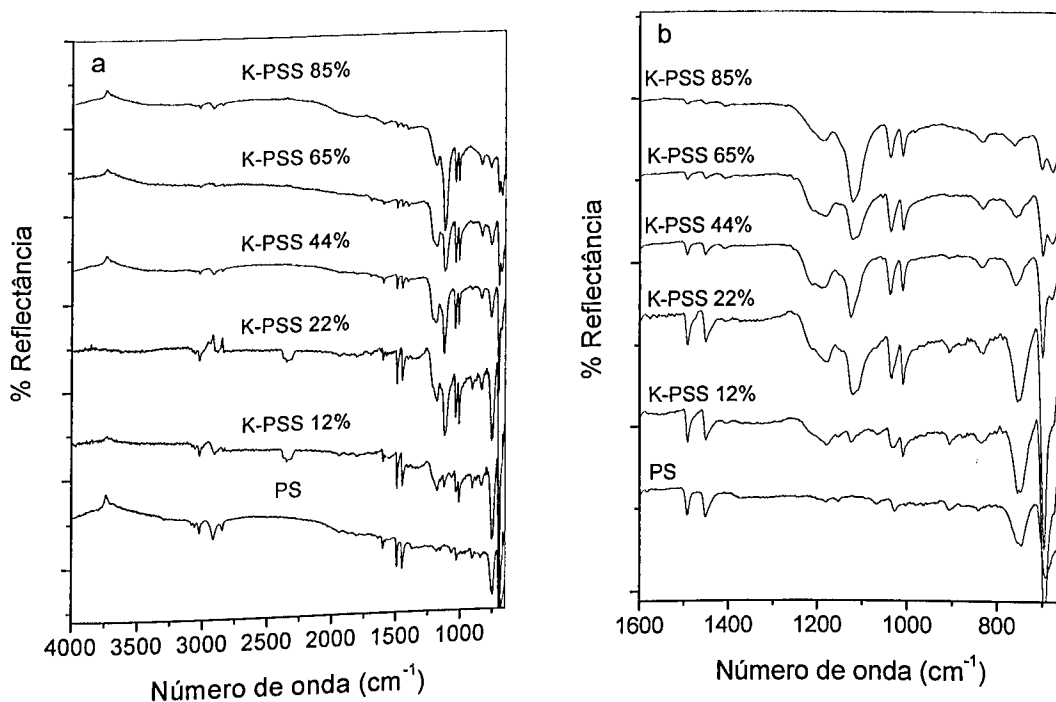 a
K-PSS 85%
K-PSS 65%
K-PSS 44%
K-PSS 22%
K-PSS 12%
PS
% Reflectância
4000 3500 3000 2500 2000 1500 1000
Número de onda (cm⁻¹)
b
K-PSS 85%
K-PSS 65%
K-PSS 44%
K-PSS 22%
K-PSS 12%
PS
% Reflectância
1600 1400 1200 1000 800
Número de onda (cm⁻¹)